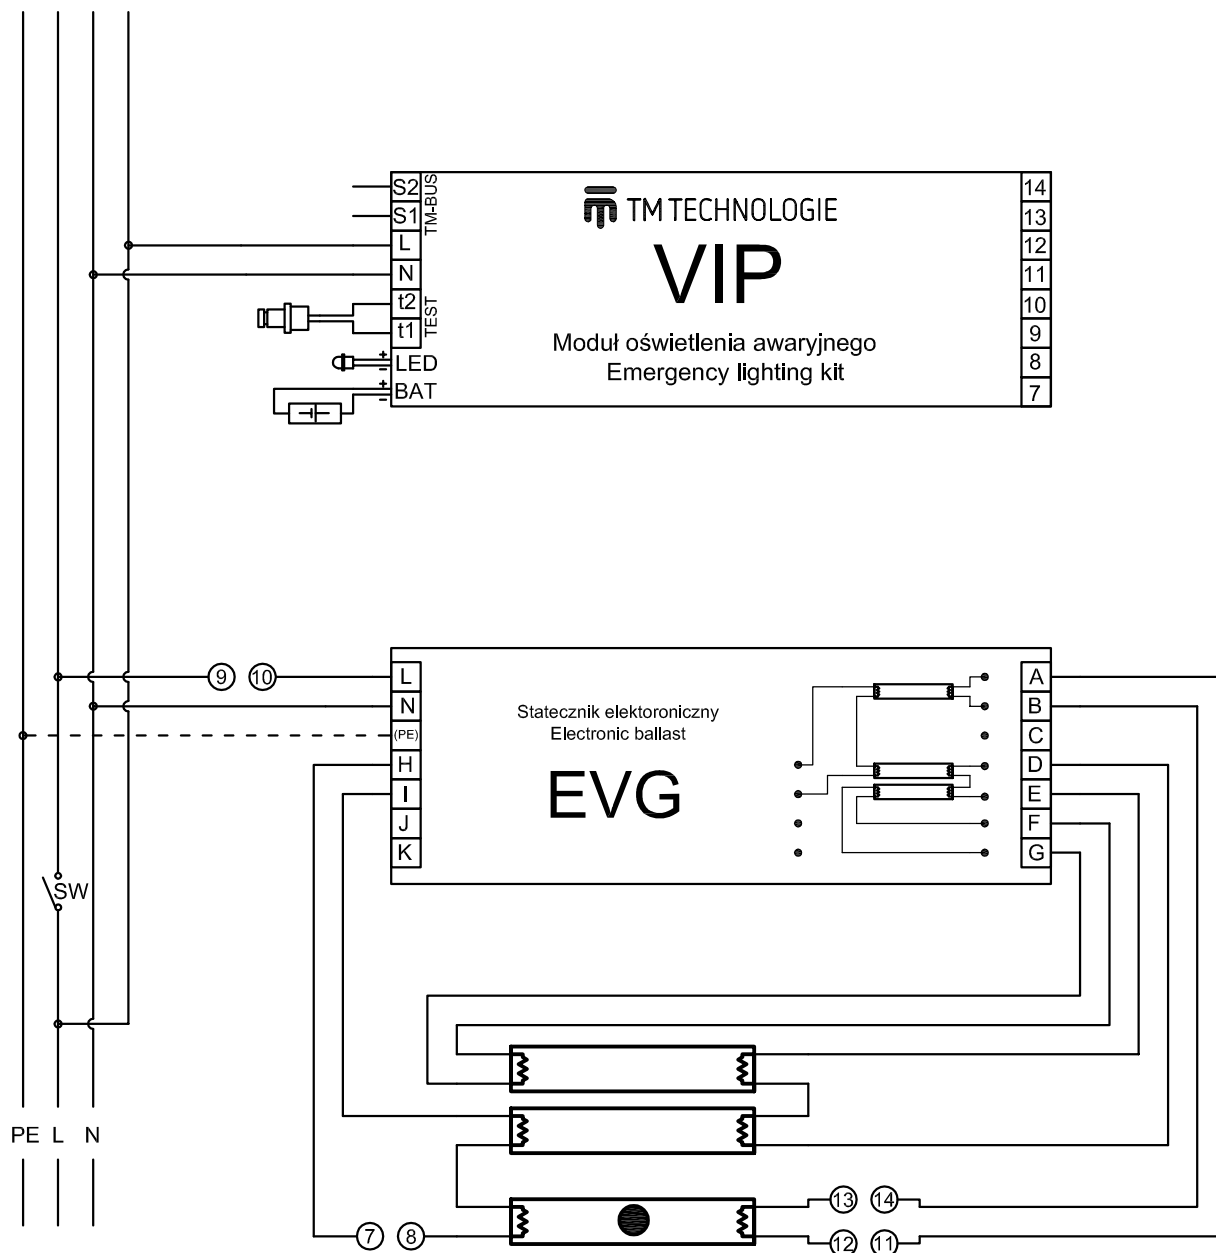 S2
S1
TM-BUS
L
N
t2
t1
TEST
+
LED
-
+
BAT
-
TM TECHNOLOGIE
VIP
Moduł oświetlenia awaryjnego
Emergency lighting kit
14
13
12
11
10
9
8
7
9 10
L
N
(PE)
H
I
J
K
Statecznik elektoroniczny
Electronic ballast
EVG
A
B
C
D
E
F
G
SW
PE L N
13 14
7 8
12 11